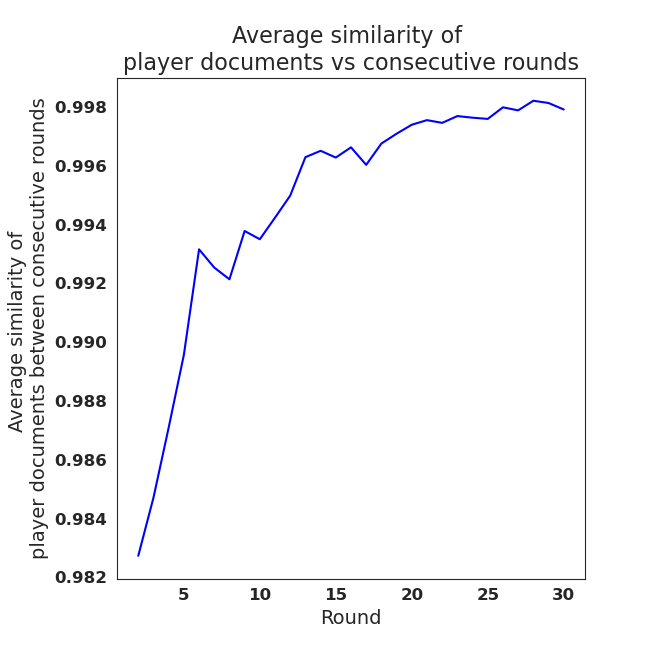 Average similarity of
player documents vs consecutive rounds
Average similarity of
player documents between consecutive rounds
0.998
0.996
0.994
0.992
0.990
0.988
0.986
0.984
0.982
5 10 15 20 25 30
Round